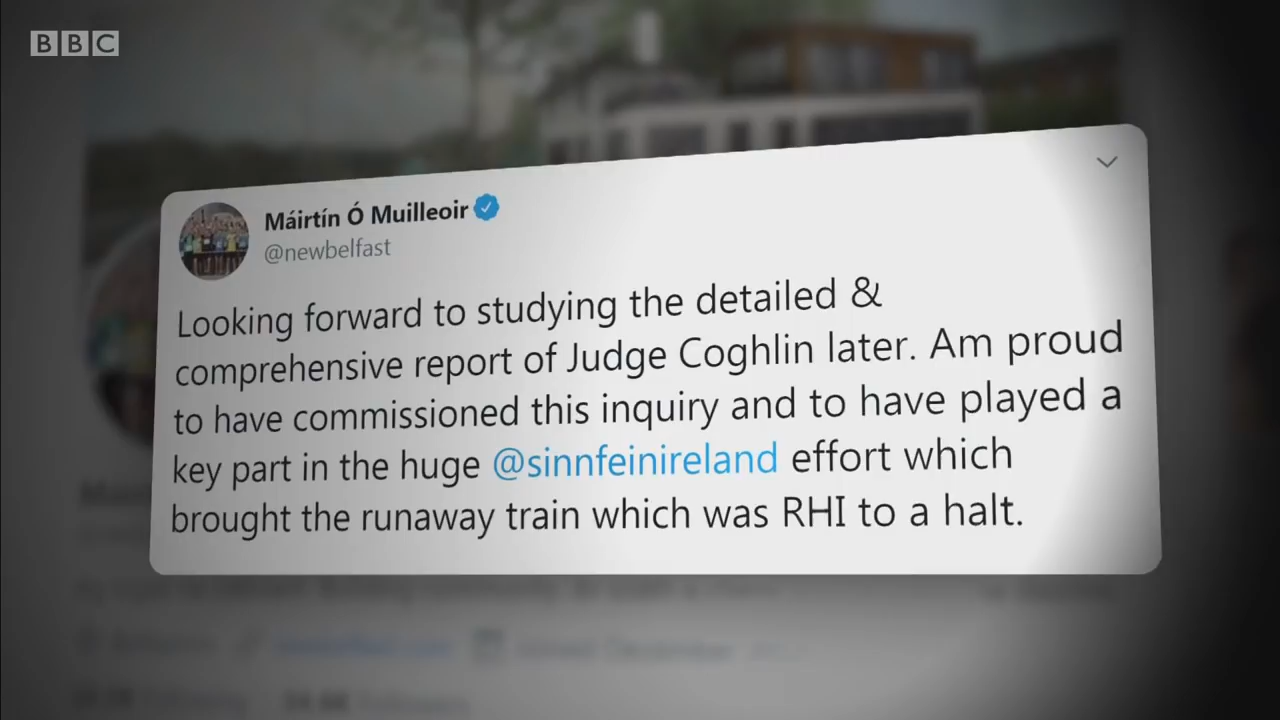 BBC
Máirtín Ó Muilleoir
@newbelfast
Looking forward to studying the detailed &
comprehensive report of Judge Coghlin later. Am proud
to have commissioned this inquiry and to have played a
key part in the huge @sinnfeinireland effort which
brought the runaway train which was RHI to a halt.